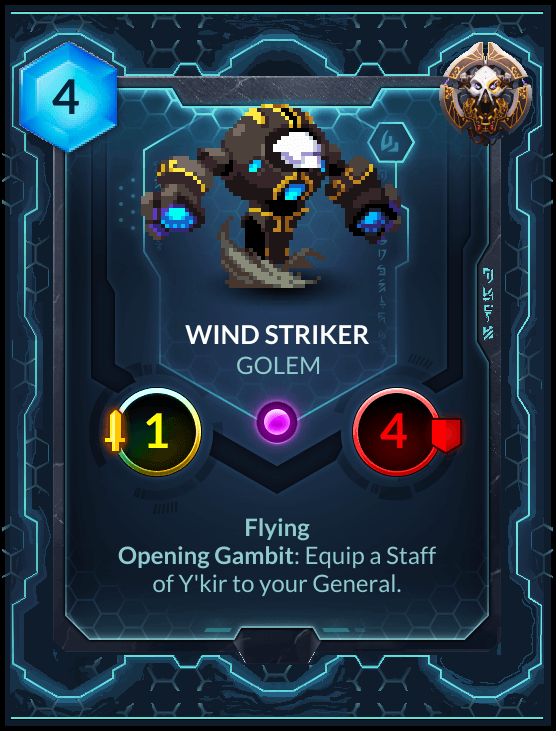 4
WIND STRIKER
GOLEM
1
4
Flying
Opening Gambit: Equip a Staff
of Y'kir to your General.